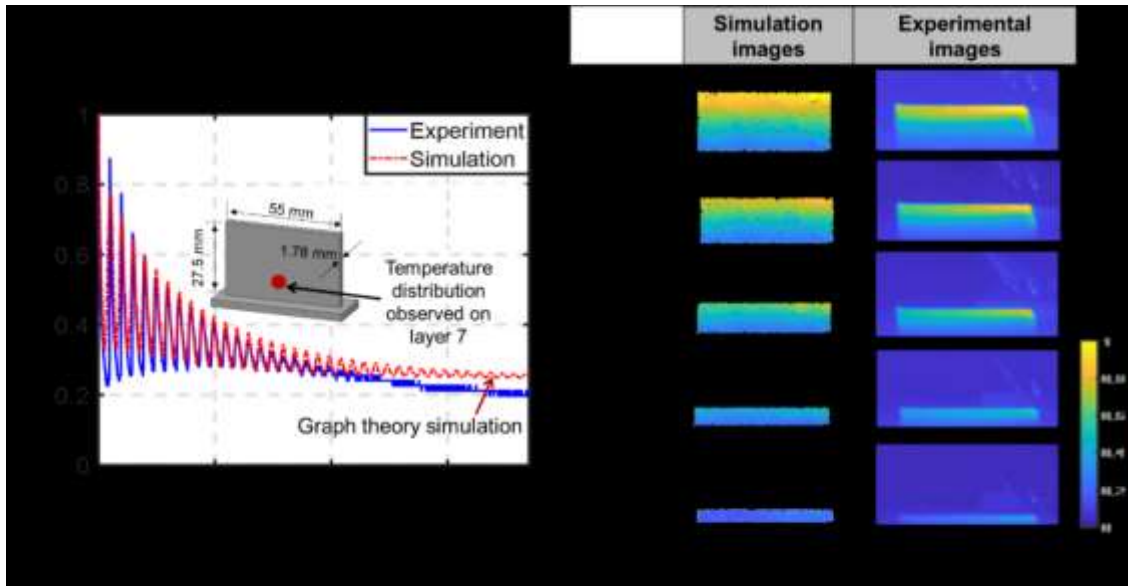 Simulation
images
Experimental
images
1
0.8
0.6
0.4
0.2
0
Experiment
Simulation
55 mm
27.5 mm
1.78 mm
Temperature
distribution
observed on
layer 7
Graph theory simulation